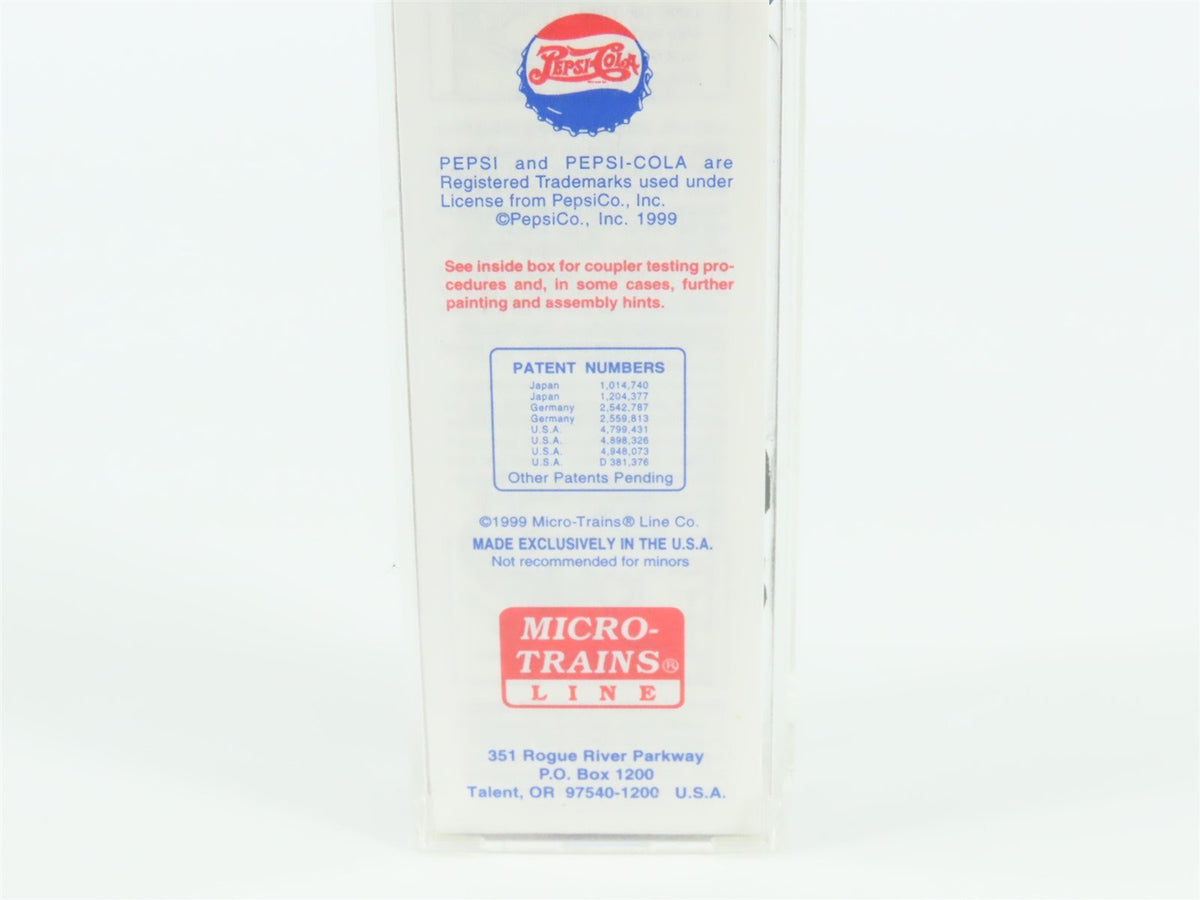 PEPSI-COLA
PEPSI and PEPSI-COLA are
Registered Trademarks used under
License from PepsiCo., Inc.
©PepsiCo., Inc. 1999
See inside box for coupler testing pro-
cedures and, in some cases, further
painting and assembly hints.
PATENT NUMBERS
Japan 1,014,740
Japan 1,204,377
Germany 2,542,787
Germany 2,559,813
U.S.A. 4,799,431
U.S.A. 4,898,326
U.S.A. 4,948,073
U.S.A. D 381,376
Other Patents Pending
©1999 Micro-Trains® Line Co.
MADE EXCLUSIVELY IN THE U.S.A.
Not recommended for minors
MICRO-
TRAINS®
LINE
351 Rogue River Parkway
P.O. Box 1200
Talent, OR 97540-1200 U.S.A.